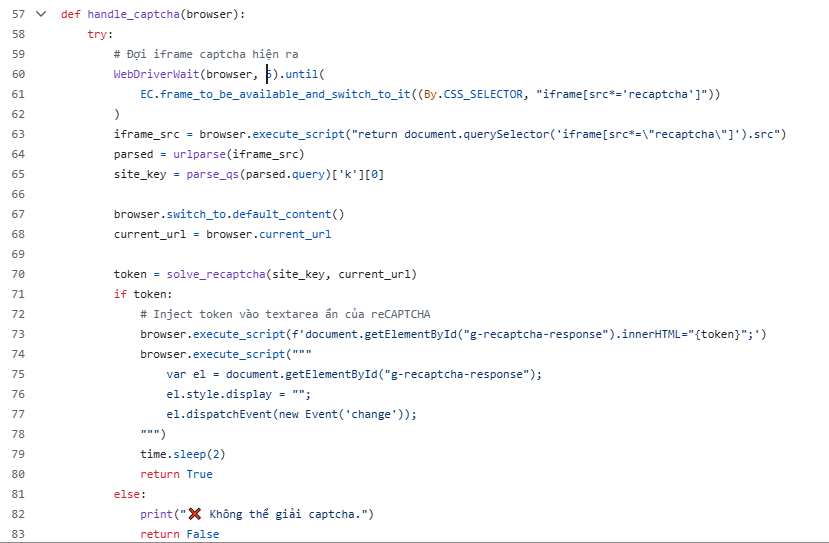 57 def handle_captcha(browser):
58 try:
59 # Đợi iframe captcha hiện ra
60 WebDriverWait(browser, 5).until(
61 EC.frame_to_be_available_and_switch_to_it((By.CSS_SELECTOR, "iframe[src*='recaptcha']"))
62 )
63 iframe_src = browser.execute_script("return document.querySelector('iframe[src*=\"recaptcha\"]').src")
64 parsed = urlparse(iframe_src)
65 site_key = parse_qs(parsed.query)['k'][0]
66
67 browser.switch_to.default_content()
68 current_url = browser.current_url
69
70 token = solve_recaptcha(site_key, current_url)
71 if token:
72 # Inject token vào textarea ẩn của reCAPTCHA
73 browser.execute_script(f'document.getElementById("g-recaptcha-response").innerHTML="{token}";')
74 browser.execute_script("""
75 var el = document.getElementById("g-recaptcha-response");
76 el.style.display = "";
77 el.dispatchEvent(new Event('change'));
78 """)
79 time.sleep(2)
80 return True
81 else:
82 print("❌ Không thể giải captcha.")
83 return False